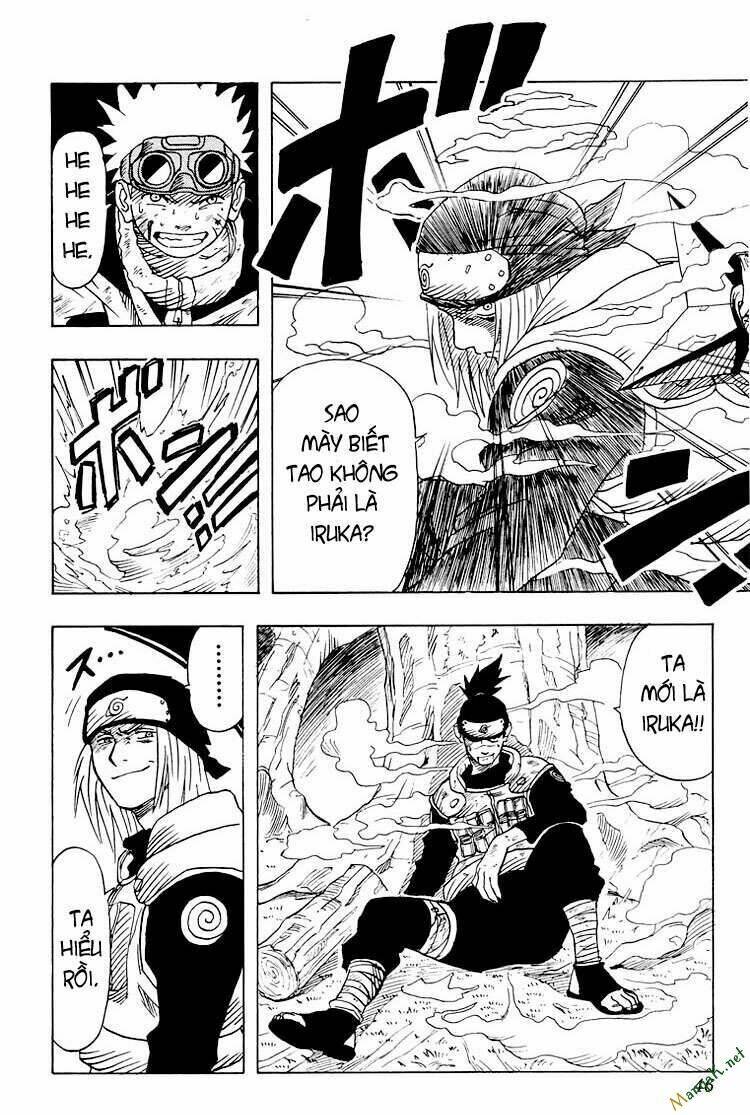 HE
HE
HE
HE.
ボ
ン
SAO
MÀY BIẾT
TAO KHÔNG
PHẢI LÀ
IRUKA?
ボン!!
TA
MỚI LÀ
IRUKA!!
ス...
........
TA
HIỂU
RỒI.
MangaK.net